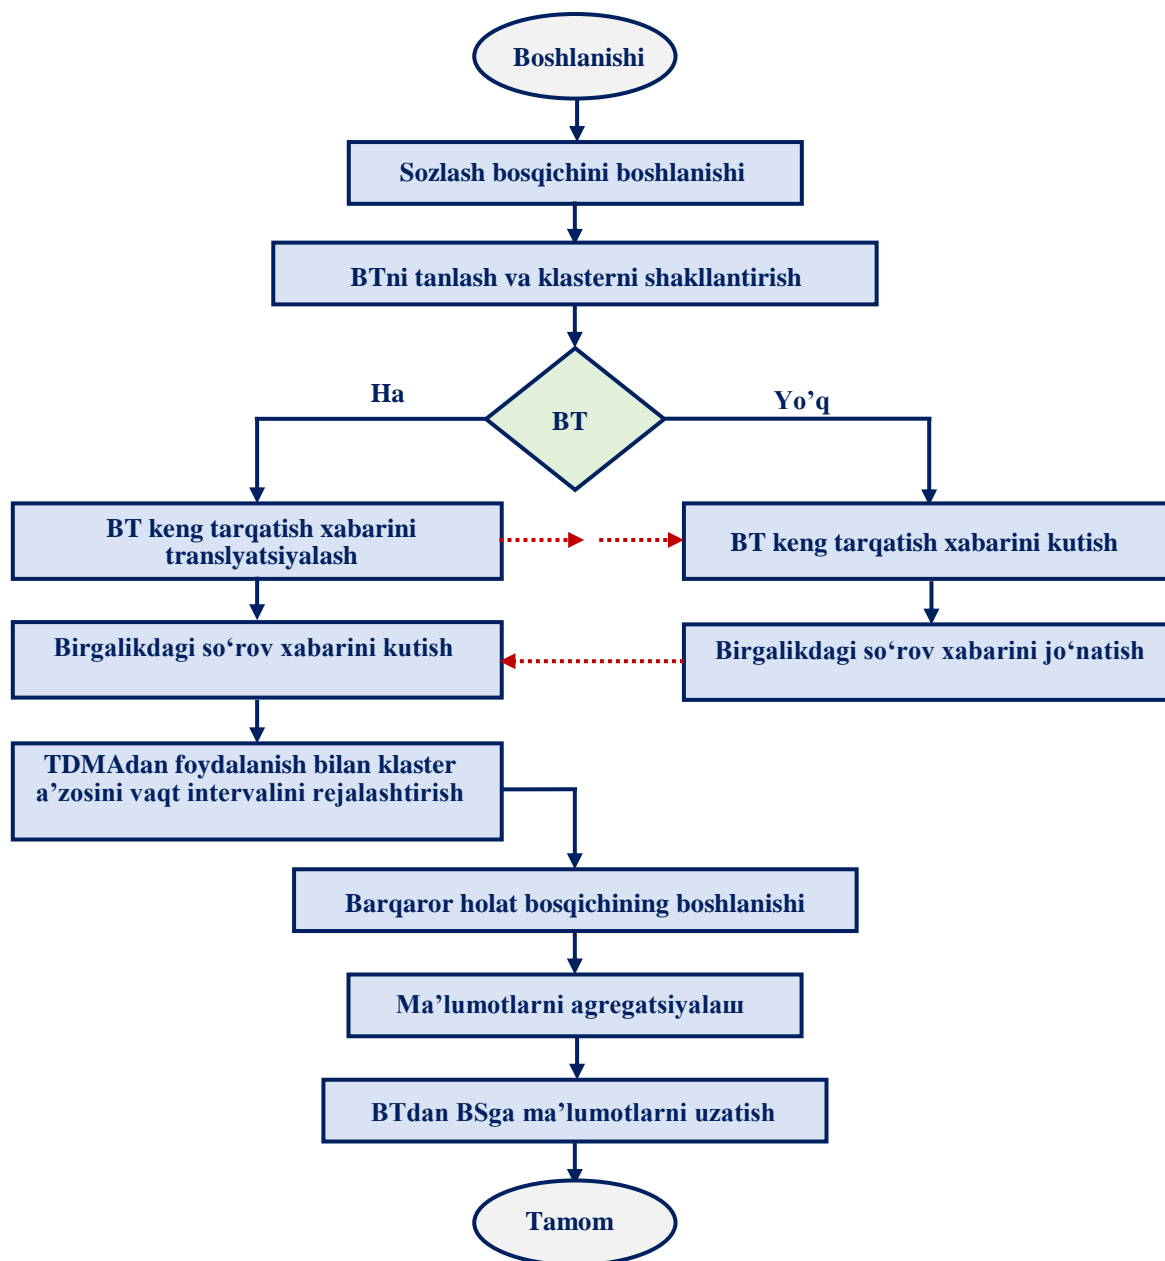 Boshlanishi
Sozlash bosqichini boshlanishi
BTni tanlash va klasterni shakllantirish
Ha
Yo’q
BT
BT keng tarqatish xabarini
translyatsiyalash
BT keng tarqatish xabarini kutish
Birgalikdagi so‘rov xabarini kutish
Birgalikdagi so‘rov xabarini jo‘natish
TDMAdan foydalanish bilan klaster
a’zosini vaqt intervalini rejalashtirish
Barqaror holat bosqichining boshlanishi
Ma’lumotlarni agregatsiyalaш
BTdan BSga ma’lumotlarni uzatish
Tamom